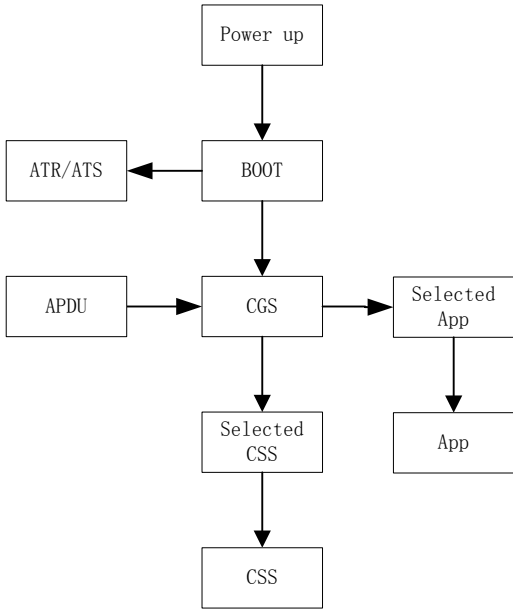 Power up
ATR/ATS
BOOT
APDU
CGS
Selected
App
Selected
CSS
App
CSS